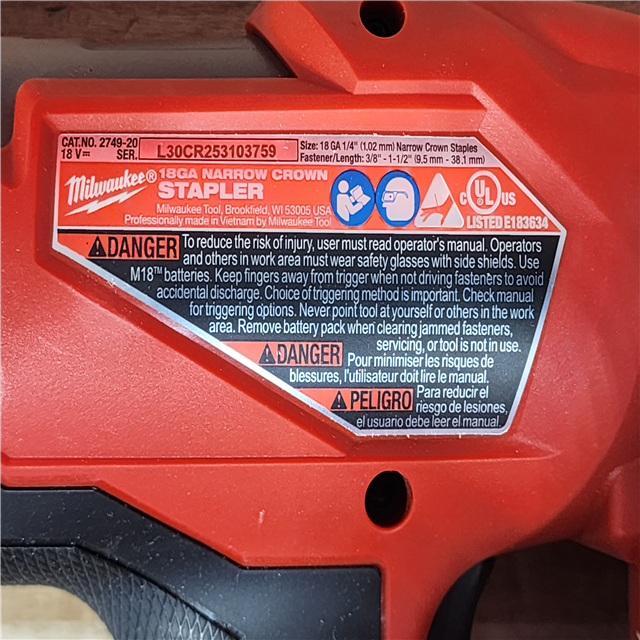 CAT.NO. 2749-20
18 V⎓ SER. L30CR253103759
Size: 18 GA 1/4" (1.02 mm) Narrow Crown Staples
Fastener/Length: 3/8" - 1-1/2" (9.5 mm - 38,1 mm)
Milwaukee®
18GA NARROW CROWN
STAPLER
Milwaukee Tool, Brookfield, WI 53005 USA
Professionally made in Vietnam by Milwaukee Tool
C UL US
LISTED E183634
DANGER To reduce the risk of injury, user must read operator's manual. Operators
and others in work area must wear safety glasses with side shields. Use
M18™ batteries. Keep fingers away from trigger when not driving fasteners to avoid
accidental discharge. Choice of triggering method is important. Check manual
for triggering options. Never point tool at yourself or others in the work
area. Remove battery pack when clearing jammed fasteners,
servicing, or tool is not in use.
DANGER Pour minimiser les risques de
blessures, l'utilisateur doit lire le manual.
PELIGRO Para reducir el
riesgo de lesiones,
el usuario debe leer el manual.